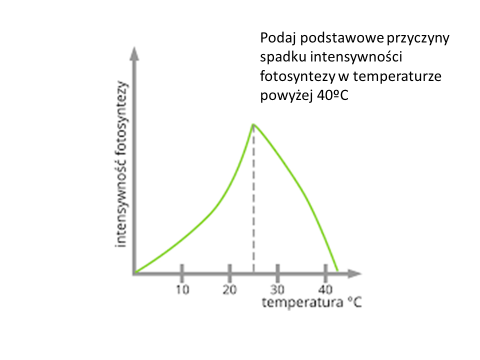 Podaj podstawowe przyczyny
spadku intensywności
fotosyntezy w temperaturze
powyżej 40ºC
intensywność fotosyntezy
10 20 30 40
temperatura °C